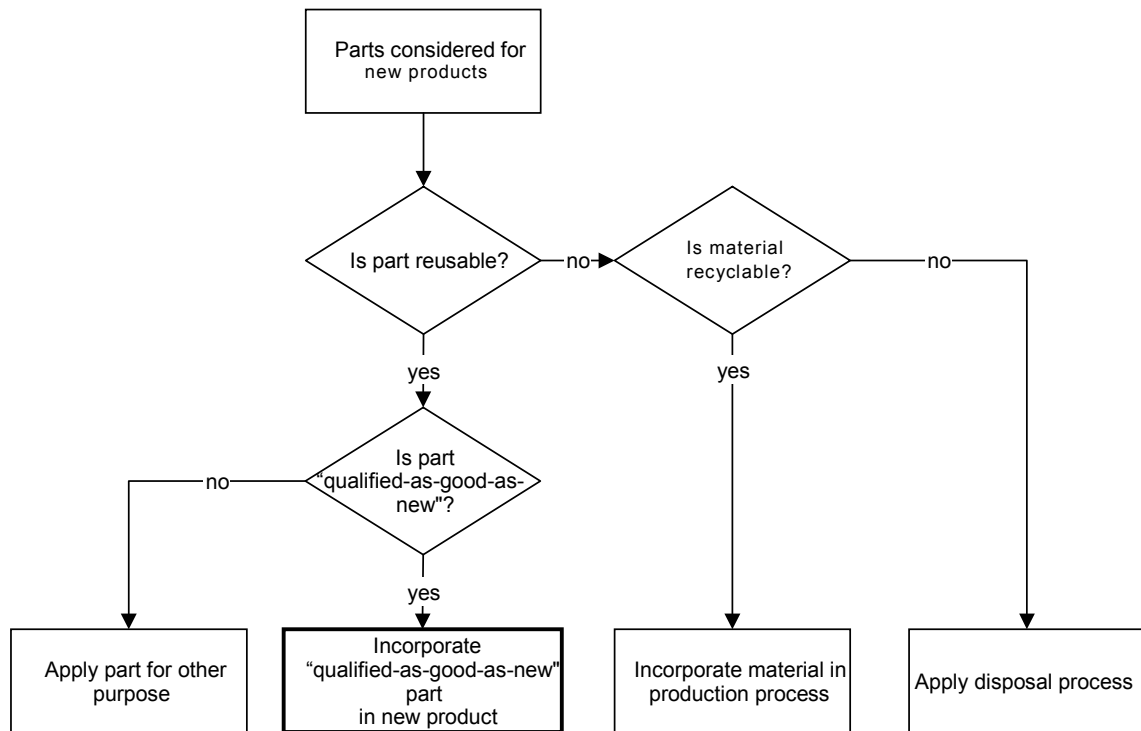 Parts considered for
new products
Is part reusable?
no
Is material
recyclable?
no
yes
yes
Is part
“qualified-as-good-as-
new"?
no
yes
Apply part for other
purpose
Incorporate
“qualified-as-good-as-new"
part
in new product
Incorporate material in
production process
Apply disposal process